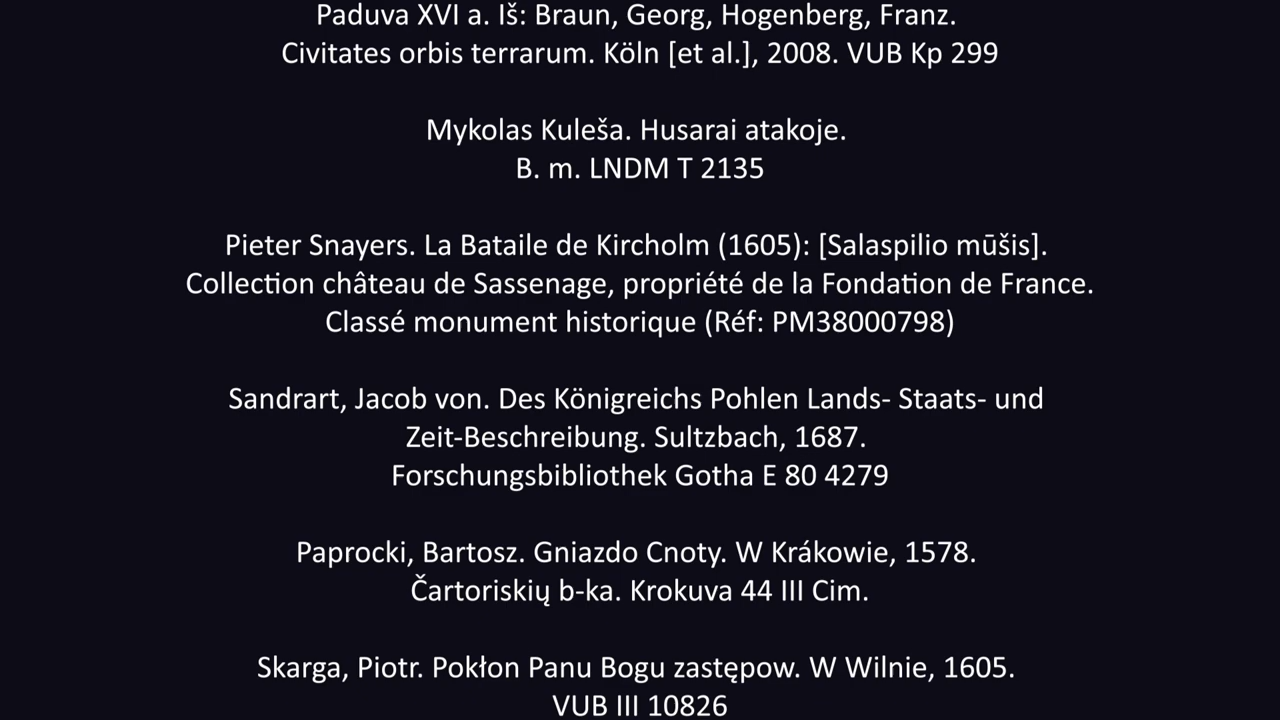 Paduva XVI a. Iš: Braun, Georg, Hogenberg, Franz.
Civitates orbis terrarum. Köln [et al.], 2008. VUB Kp 299
Mykolas Kuleša. Husarai atakoje.
B. m. LNDM T 2135
Pieter Snayers. La Bataile de Kircholm (1605): [Salaspilio mūšis].
Collection château de Sassenage, propriété de la Fondation de France.
Classé monument historique (Réf: PM38000798)
Sandrart, Jacob von. Des Königreichs Pohlen Lands- Staats- und
Zeit-Beschreibung. Sultzbach, 1687.
Forschungsbibliothek Gotha E 80 4279
Paprocki, Bartosz. Gniazdo Cnoty. W Krákowie, 1578.
Čartoriskių b-ka. Krokuva 44 III Cim.
Skarga, Piotr. Pokłon Panu Bogu zastępow. W Wilnie, 1605.
VUB III 10826